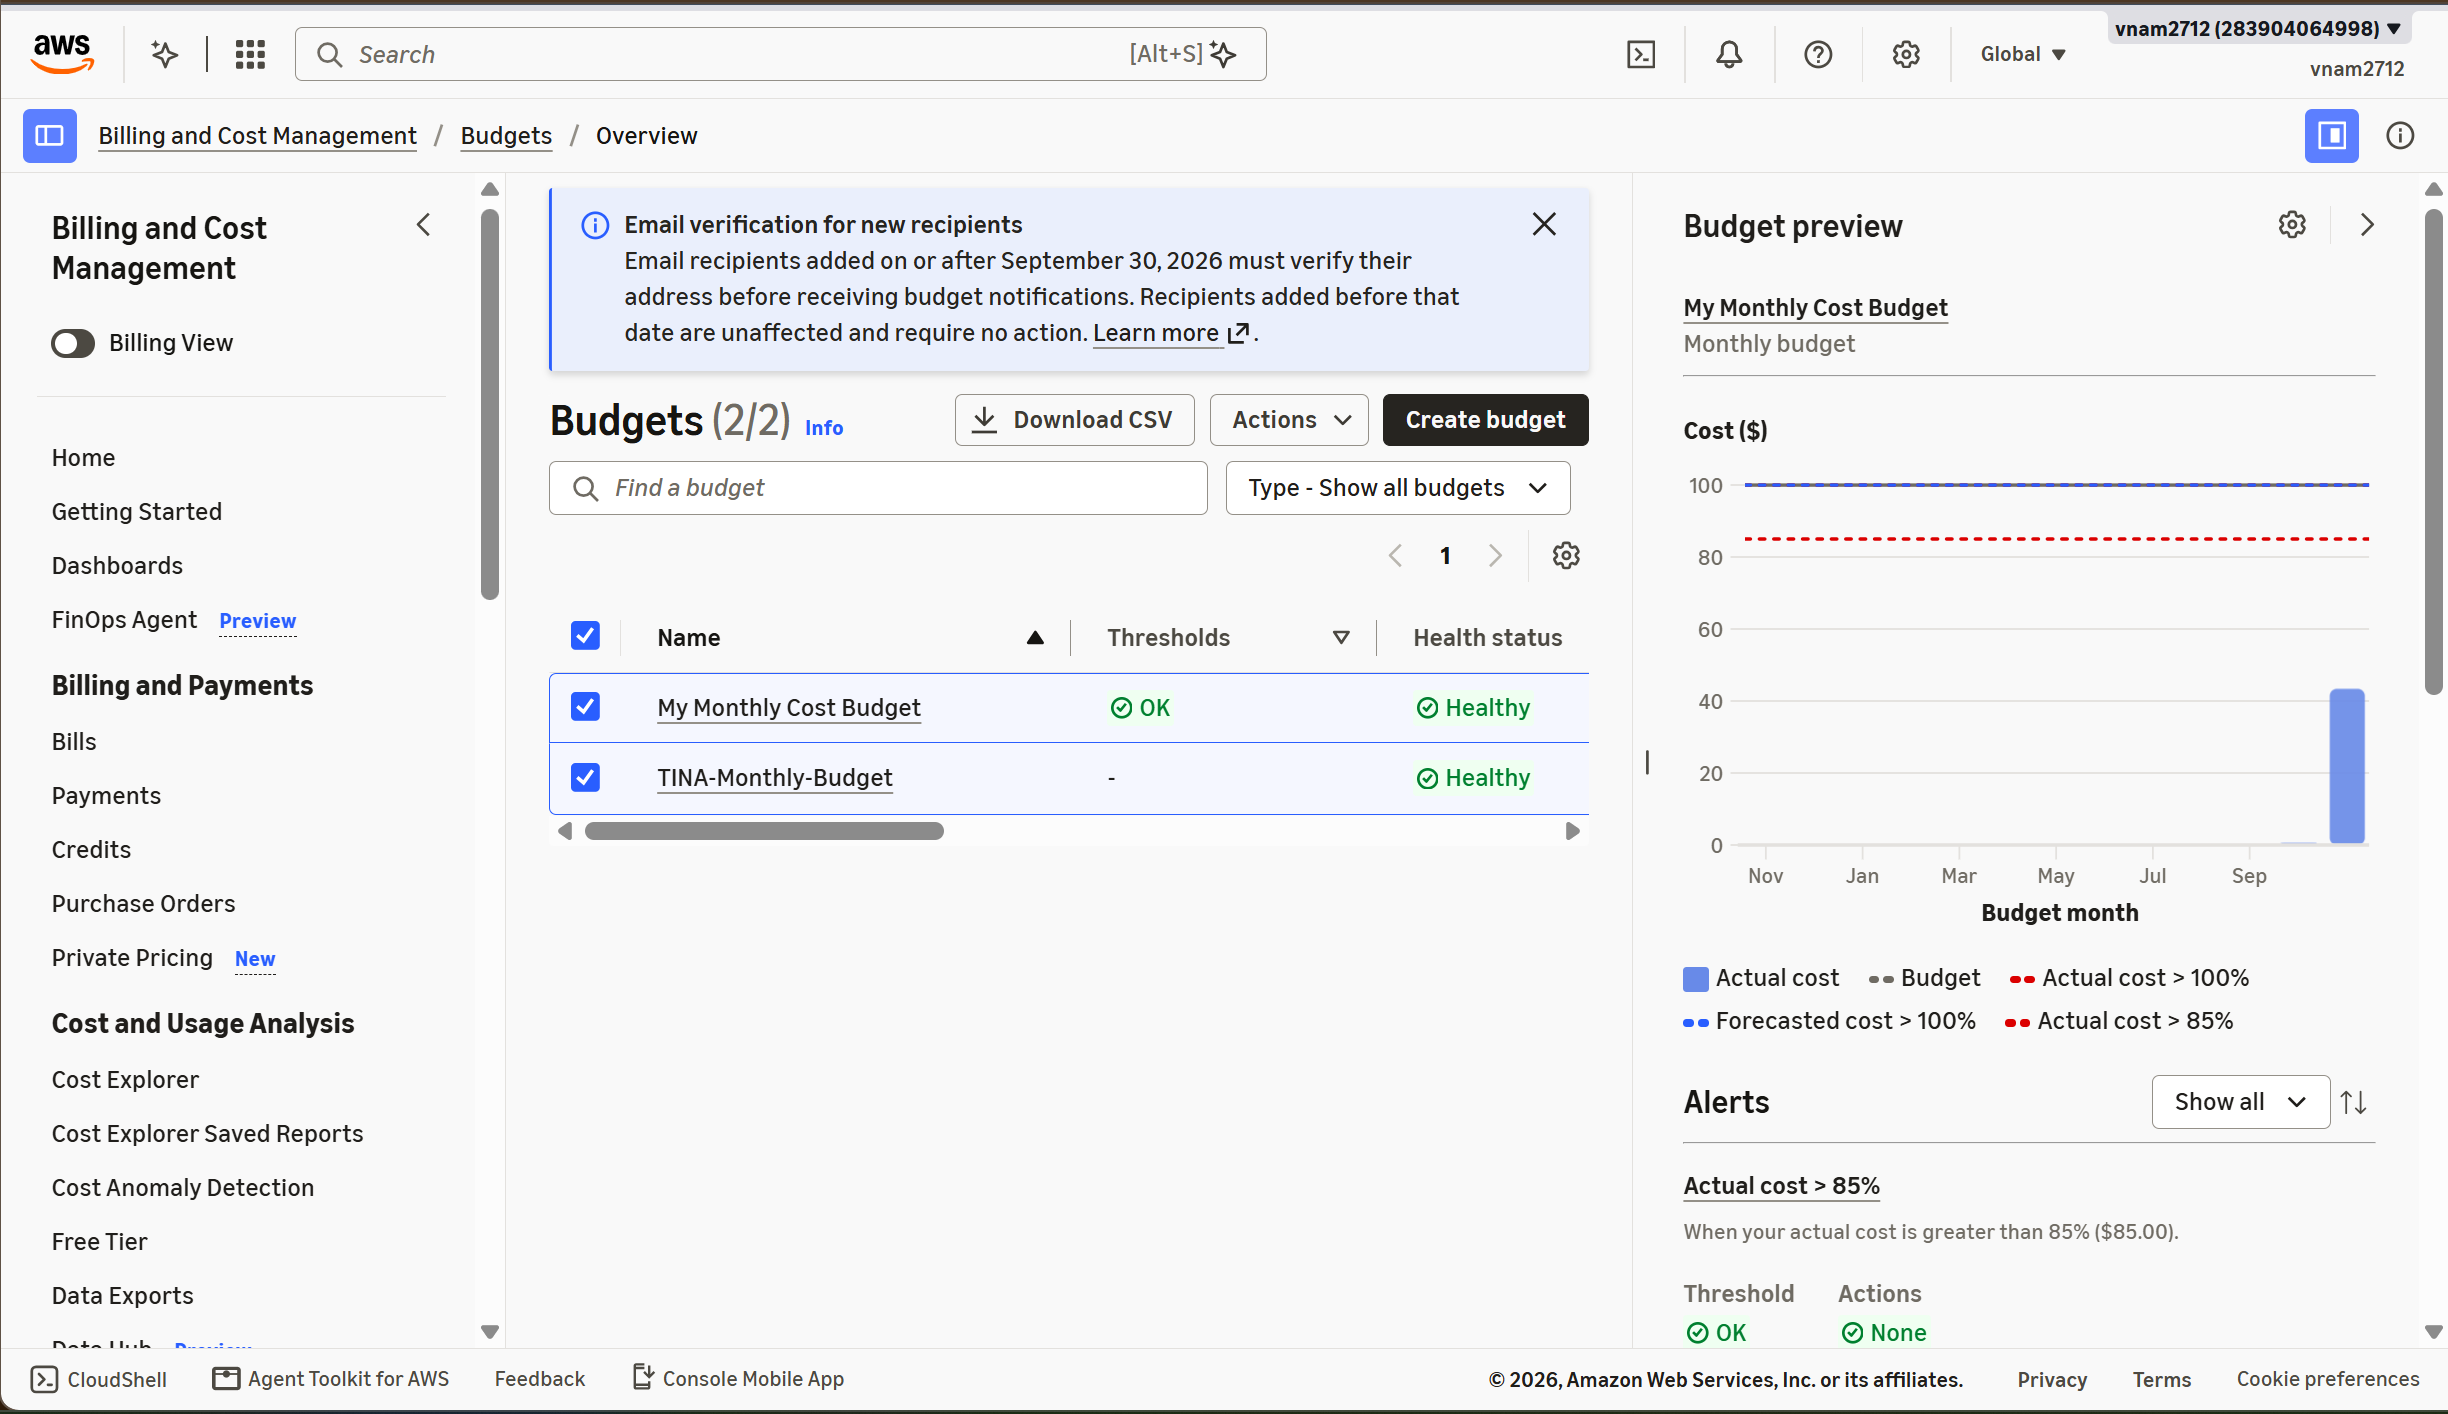 aws
Search
[Alt+S]
Global
vnam2712 (283904064998)
vnam2712
Billing and Cost Management / Budgets / Overview
Billing and Cost
Management
Billing View
Home
Getting Started
Dashboards
FinOps Agent Preview
Billing and Payments
Bills
Payments
Credits
Purchase Orders
Private Pricing New
Cost and Usage Analysis
Cost Explorer
Cost Explorer Saved Reports
Cost Anomaly Detection
Free Tier
Data Exports
Data Hub Preview
Email verification for new recipients
Email recipients added on or after September 30, 2026 must verify their
address before receiving budget notifications. Recipients added before that
date are unaffected and require no action. Learn more .
Budgets (2/2) Info
Download CSV
Actions
Create budget
Find a budget
Type - Show all budgets
1
Name Thresholds Health status
My Monthly Cost Budget OK Healthy
TINA-Monthly-Budget - Healthy
Budget preview
My Monthly Cost Budget
Monthly budget
Cost ($)
100
80
60
40
20
0
Nov Jan Mar May Jul Sep
Budget month
Actual cost Budget Actual cost > 100%
Forecasted cost > 100% Actual cost > 85%
Alerts
Show all
Actual cost > 85%
When your actual cost is greater than 85% ($85.00).
Threshold Actions
OK None
CloudShell Agent Toolkit for AWS Feedback Console Mobile App
© 2026, Amazon Web Services, Inc. or its affiliates. Privacy Terms Cookie preferences